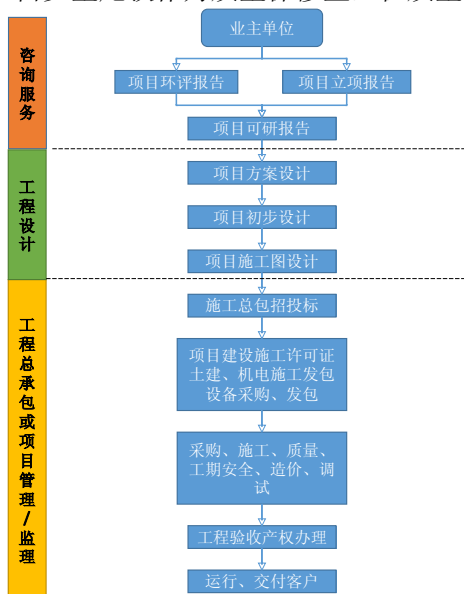 业主单位
咨询服务
项目环评报告
项目立项报告
项目可研报告
工程设计
项目方案设计
项目初步设计
项目施工图设计
工程总承包或项目管理/监理
施工总包招投标
项目建设施工许可证
土建、机电施工发包
设备采购、发包
采购、施工、质量、
工期安全、造价、调
试
工程验收产权办理
运行、交付客户